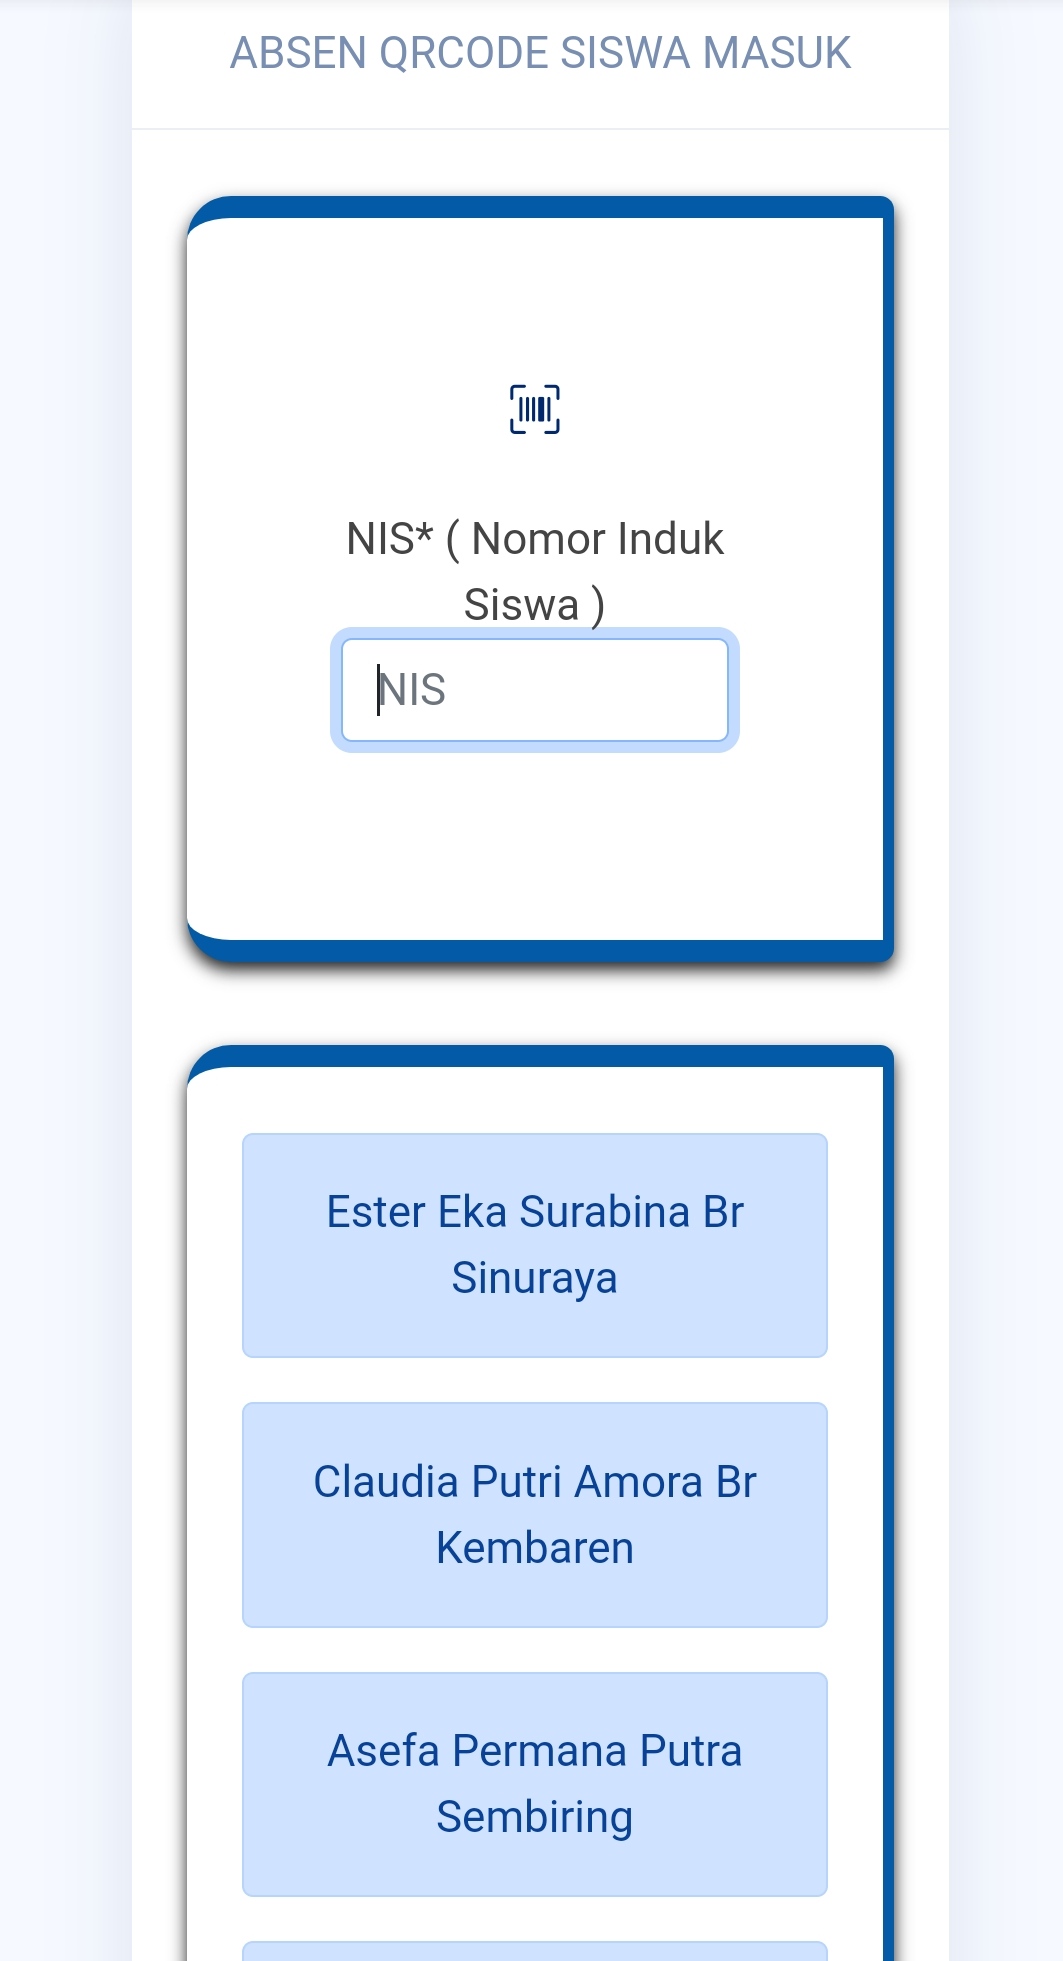 ABSEN QRCODE SISWA MASUK
NIS* ( Nomor Induk
Siswa )
NIS
Ester Eka Surabina Br
Sinuraya
Claudia Putri Amora Br
Kembaren
Asefa Permana Putra
Sembiring